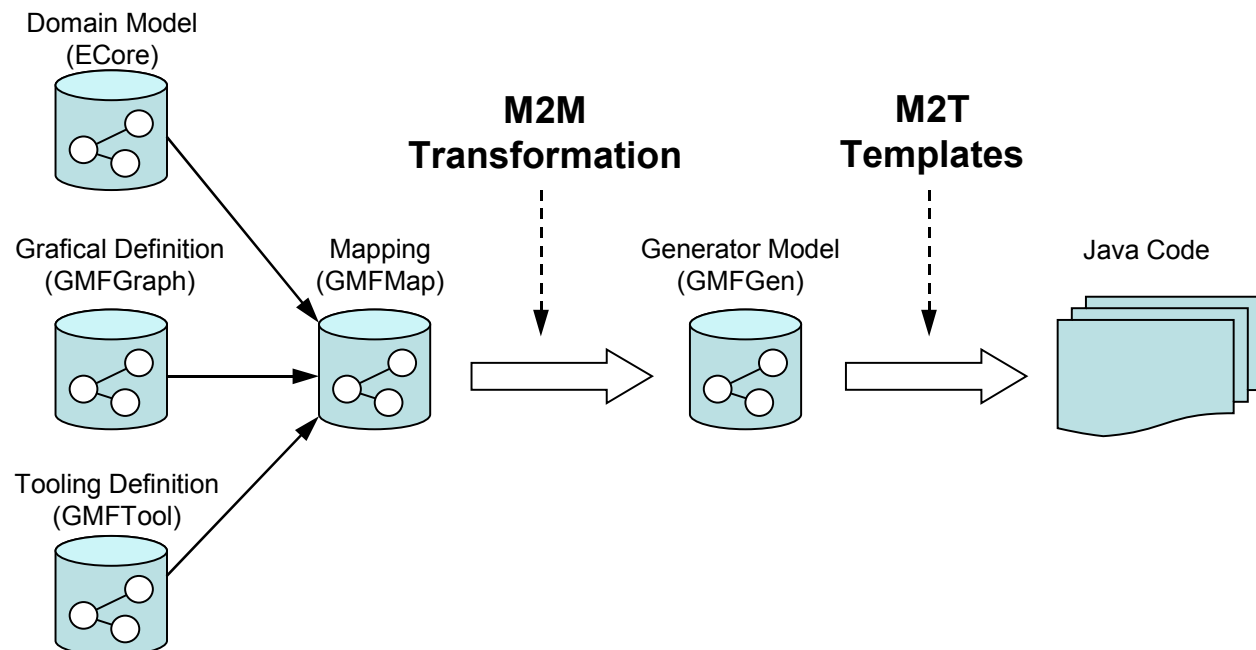 Domain Model
(ECore)
M2M
Transformation
M2T
Templates
Grafical Definition
(GMFGraph)
Mapping
(GMFMap)
Generator Model
(GMFGen)
Java Code
Tooling Definition
(GMFTool)